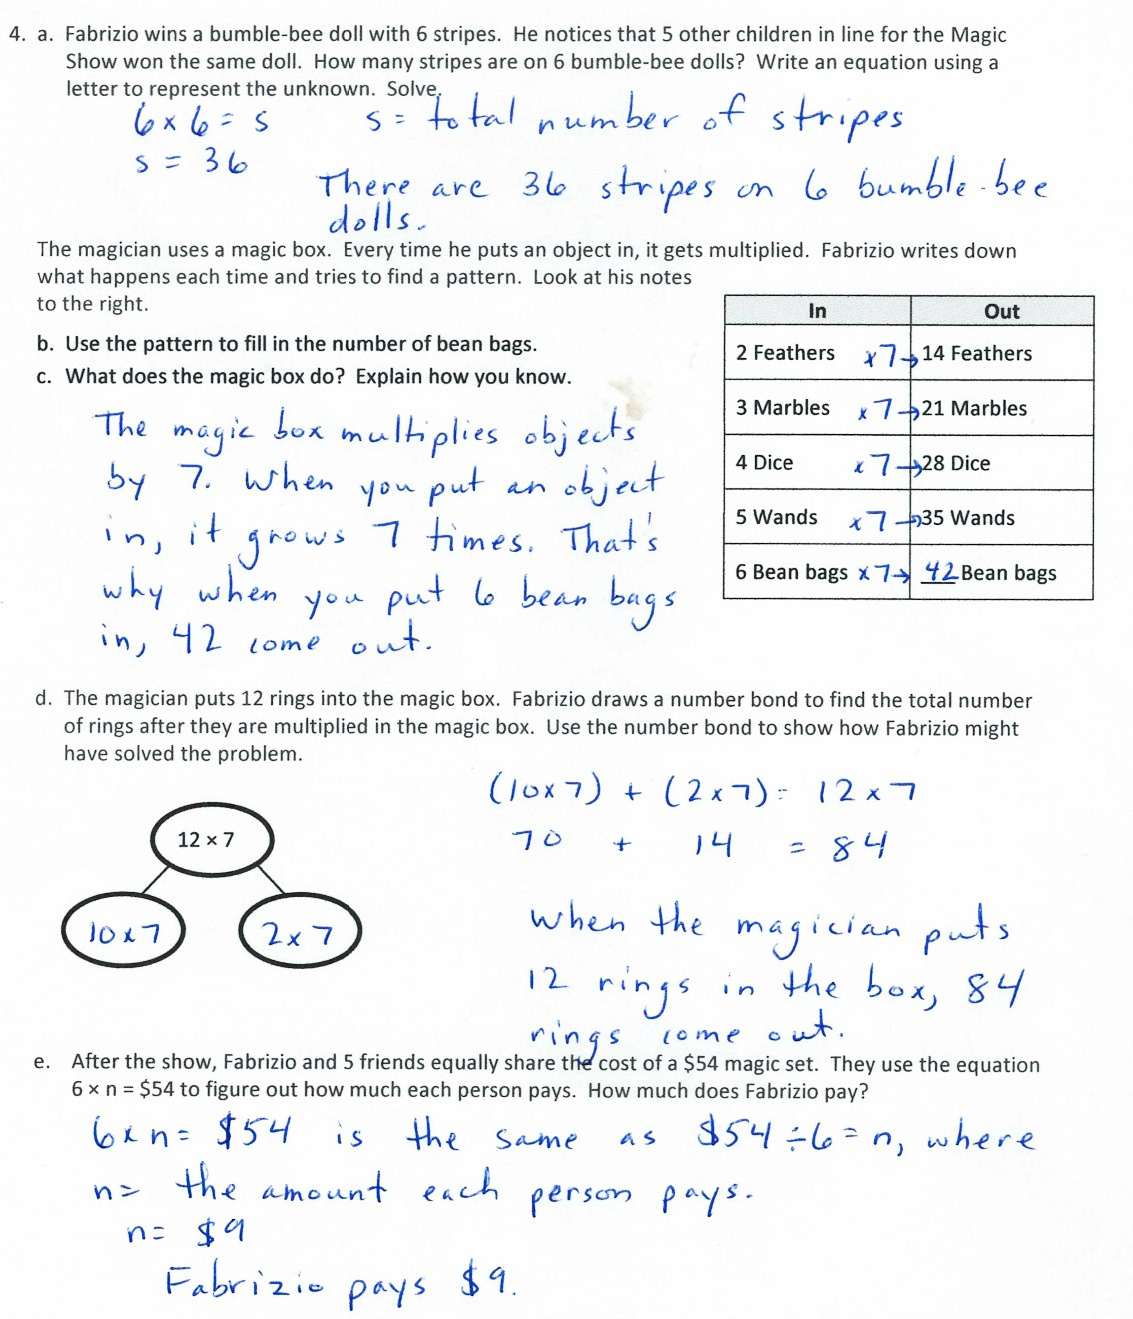 4. a. Fabrizio wins a bumble-bee doll with 6 stripes. He notices that 5 other children in line for the Magic
Show won the same doll. How many stripes are on 6 bumble-bee dolls? Write an equation using a
letter to represent the unknown. Solve.
6 x 6 = s s = total number of stripes
s = 36
There are 36 stripes on 6 bumble-bee
dolls.
The magician uses a magic box. Every time he puts an object in, it gets multiplied. Fabrizio writes down
what happens each time and tries to find a pattern. Look at his notes
to the right.
b. Use the pattern to fill in the number of bean bags.
c. What does the magic box do? Explain how you know.
The magic box multiplies objects
by 7. When you put an object
in, it grows 7 times. That's
why when you put 6 bean bags
in, 42 come out.
In Out
2 Feathers x7→ 14 Feathers
3 Marbles x7→ 21 Marbles
4 Dice x7→ 28 Dice
5 Wands x7→ 35 Wands
6 Bean bags x7→ 42 Bean bags
d. The magician puts 12 rings into the magic box. Fabrizio draws a number bond to find the total number
of rings after they are multiplied in the magic box. Use the number bond to show how Fabrizio might
have solved the problem.
12 × 7
10 x 7 2 x 7
(10x7) + (2x7) = 12 x 7
70 + 14 = 84
When the magician puts
12 rings in the box, 84
rings come out.
e. After the show, Fabrizio and 5 friends equally share the cost of a $54 magic set. They use the equation
6 × n = $54 to figure out how much each person pays. How much does Fabrizio pay?
6 x n = $54 is the same as $54 ÷ 6 = n, where
n = the amount each person pays.
n = $9
Fabrizio pays $9.